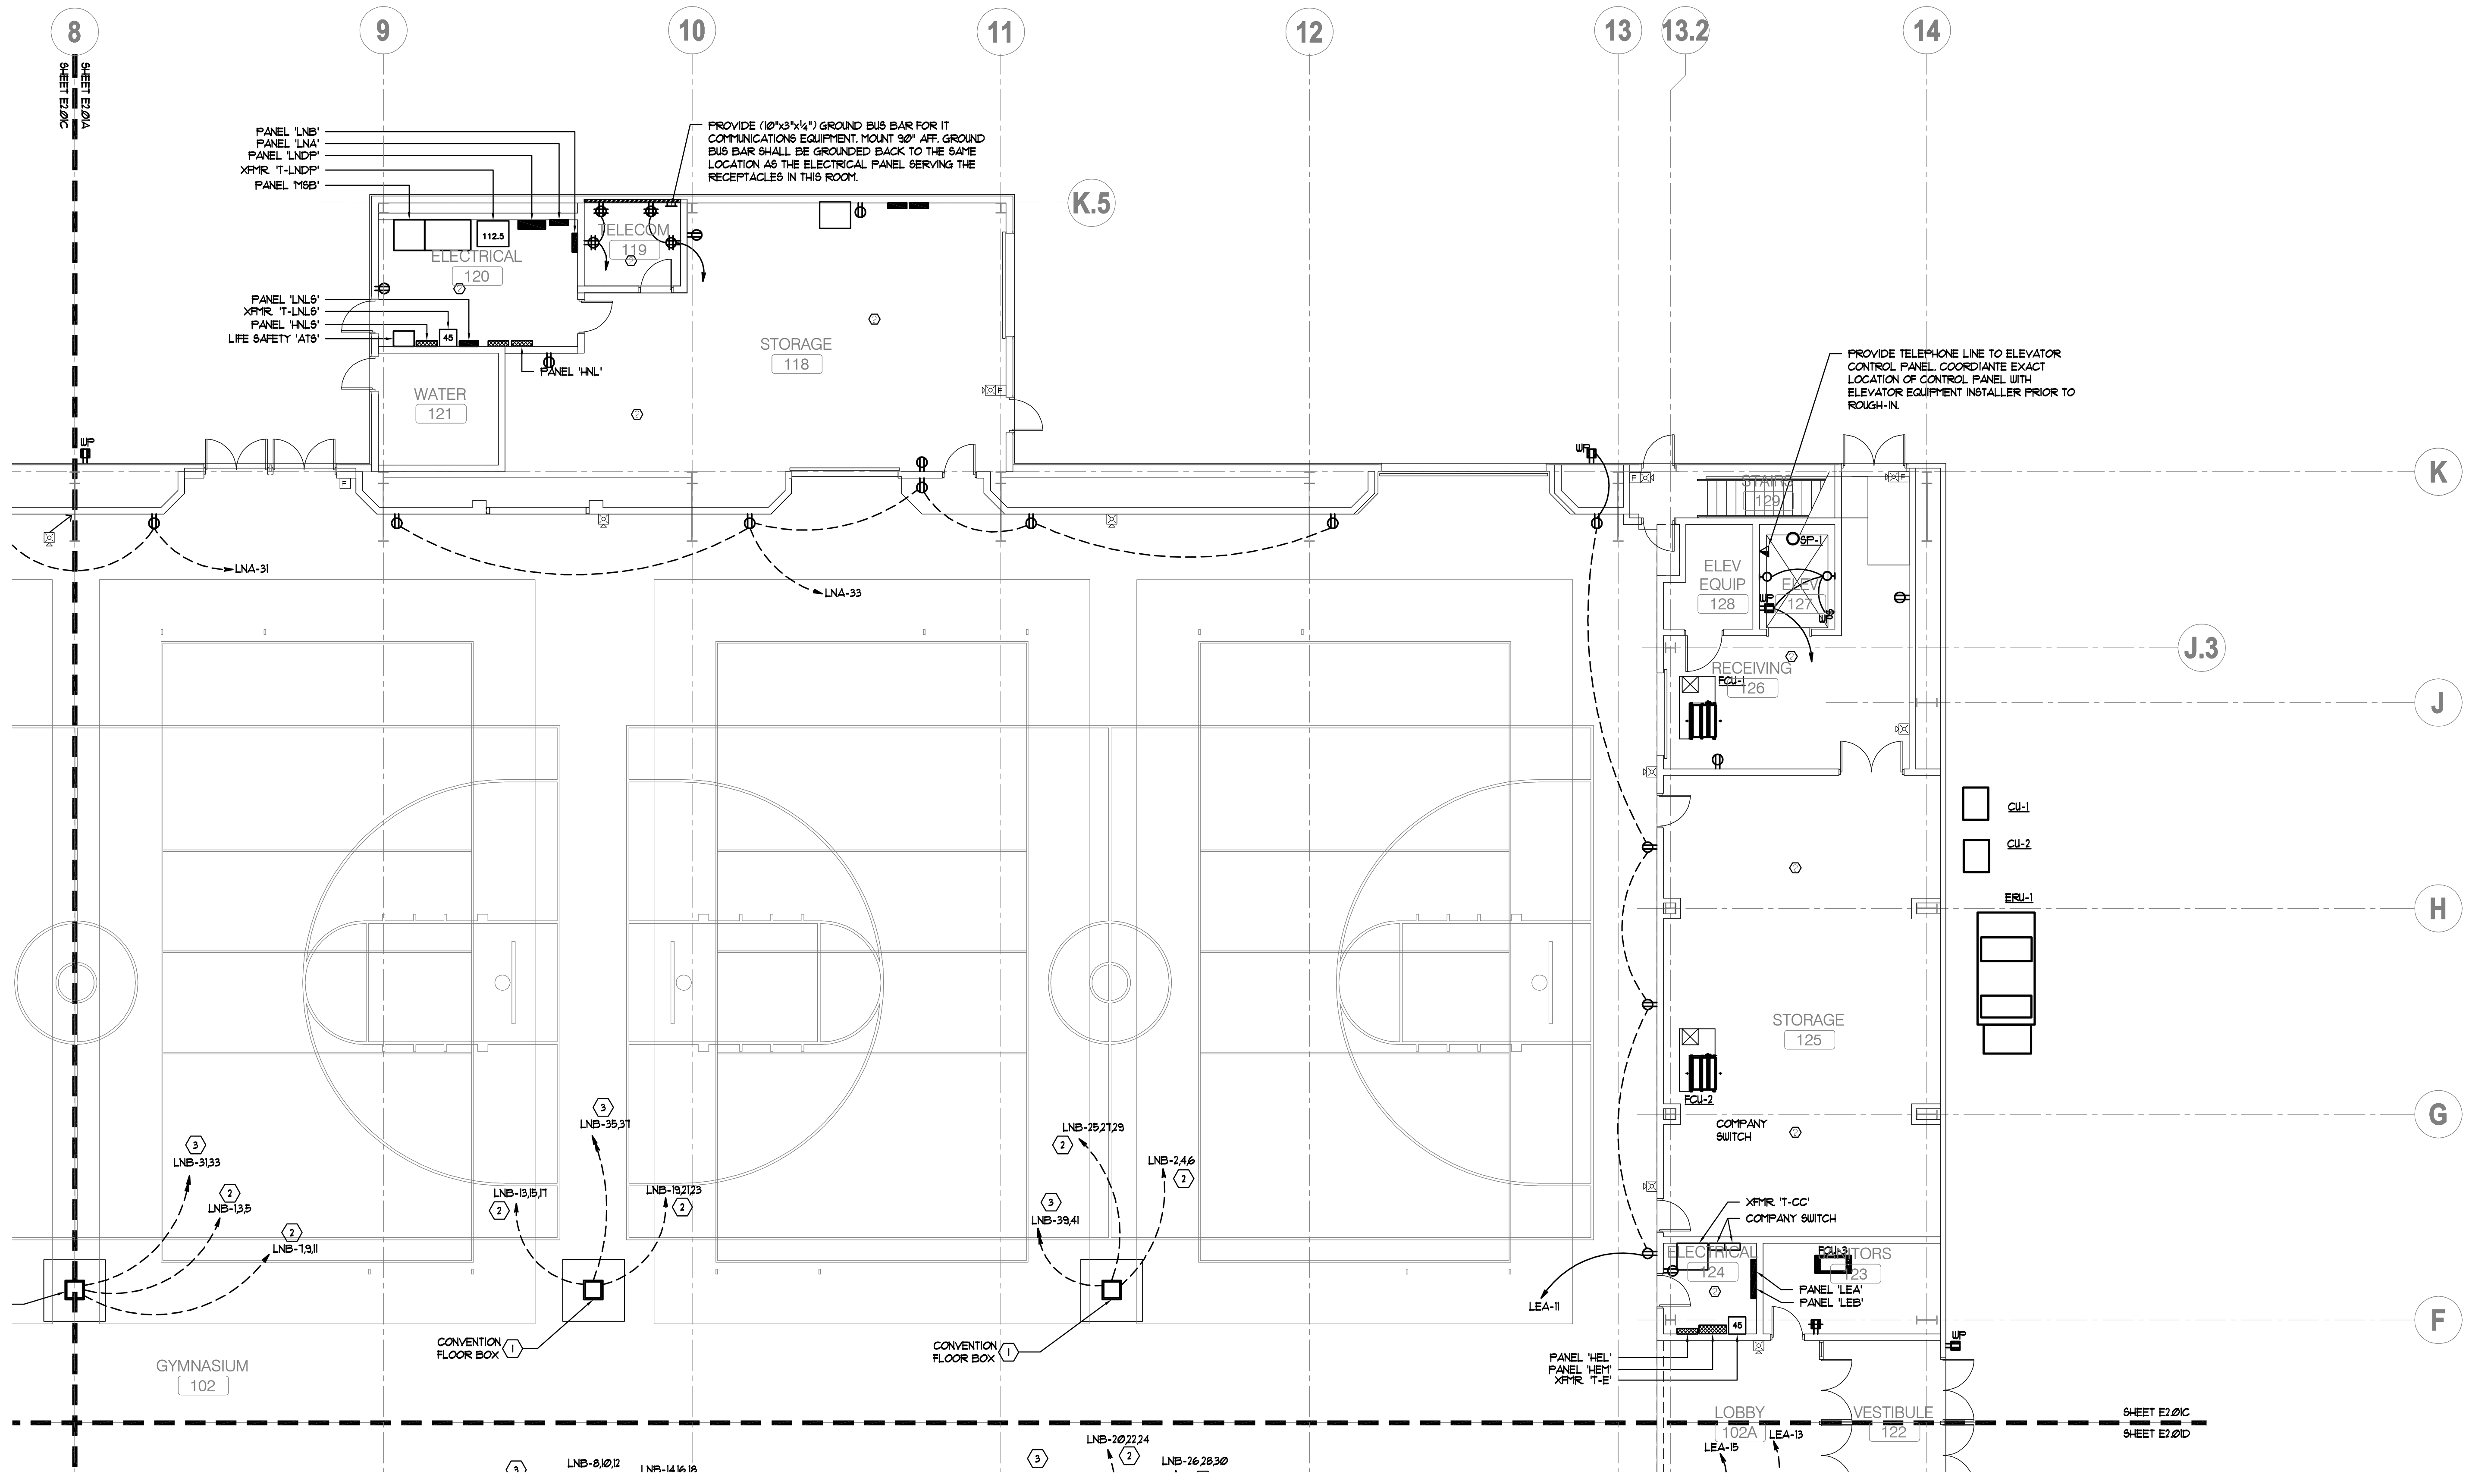 8
9
10
11
12
13
13.2
14
SHEET E2.01C
SHEET E2.01A
PANEL 'LNB'
PANEL 'LNA'
PANEL 'LNDP'
XFMR. 'T-LNDP'
PANEL 'MSB'
PROVIDE (10"x3"x¼") GROUND BUS BAR FOR IT
COMMUNICATIONS EQUIPMENT. MOUNT 90" AFF. GROUND
BUS BAR SHALL BE GROUNDED BACK TO THE SAME
LOCATION AS THE ELECTRICAL PANEL SERVING THE
RECEPTACLES IN THIS ROOM.
K.5
112.5
ELECTRICAL
120
TELECOM
119
PANEL 'LNLS'
XFMR. 'T-LNLS'
PANEL 'HNLS'
LIFE SAFETY 'ATS'
45
PANEL 'HNL'
STORAGE
118
WATER
121
F
F
WP
PROVIDE TELEPHONE LINE TO ELEVATOR
CONTROL PANEL. COORDIANTE EXACT
LOCATION OF CONTROL PANEL WITH
ELEVATOR EQUIPMENT INSTALLER PRIOR TO
ROUGH-IN.
WP
F
F
STAIRS
129
K
LNA-31
LNA-33
SP-1
ELEV
EQUIP
128
ELEV
127
WP
WP
J.3
RECEIVING
126
FCU-1
J
CU-1
CU-2
ERU-1
H
STORAGE
125
FCU-2
G
COMPANY
SWITCH
3
LNB-31,33
2
LNB-1,3,5
2
LNB-7,9,11
3
LNB-35,37
LNB-13,15,17
2
LNB-19,21,23
2
LNB-25,27,29
2
LNB-2,4,6
2
3
LNB-39,41
XFMR. 'T-CC'
COMPANY SWITCH
ELECTRICAL
124
FCU-3
JANITORS
123
PANEL 'LEA'
PANEL 'LEB'
LEA-11
45
F
WP
CONVENTION
FLOOR BOX
1
CONVENTION
FLOOR BOX
1
PANEL 'HEL'
PANEL 'HEM'
XFMR. 'T-E'
GYMNASIUM
102
LOBBY
102A
VESTIBULE
122
SHEET E2.01C
SHEET E2.01D
LEA-15
LEA-13
3
LNB-8,10,12
LNB-14,16,18
3
LNB-20,22,24
2
LNB-26,28,30